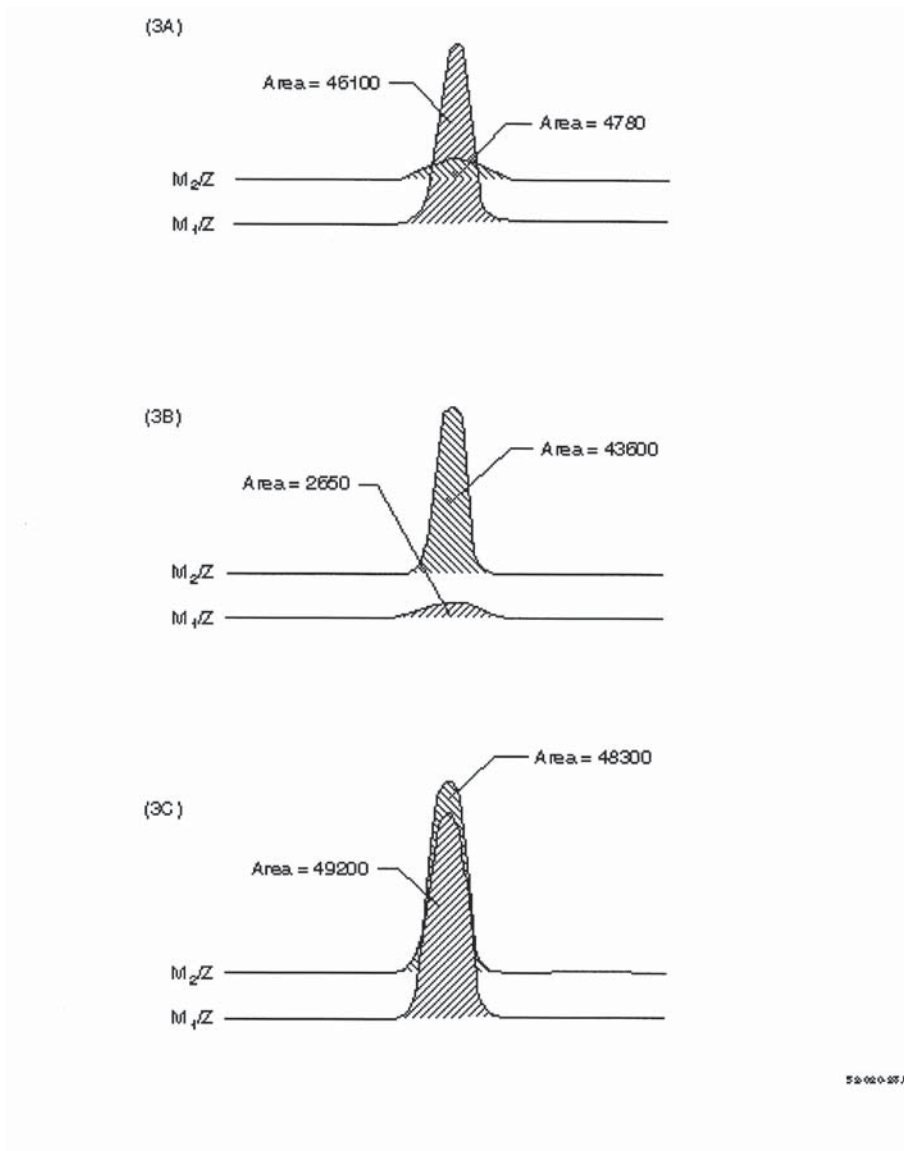 (3A)
Area = 46100
Area = 4780
M₂/Z
M₁/Z
(3B)
Area = 43600
Area = 2650
M₂/Z
M₁/Z
(3C)
Area = 48300
Area = 49200
M₂/Z
M₁/Z